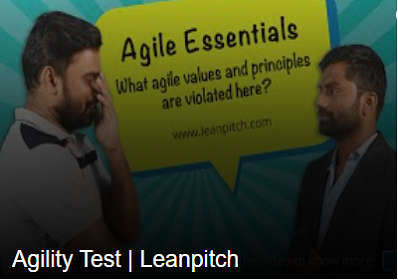 Agile Essentials
What agile values and principles
are violated here?
www.leanpitch.com
Agility Test | Leanpitch